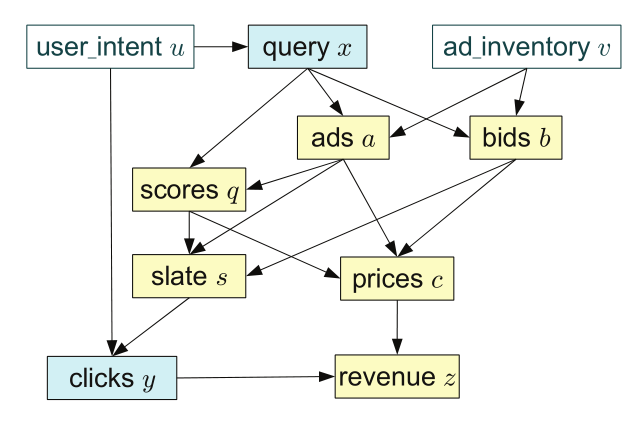 user_intent u
query x
ad_inventory v
ads a
bids b
scores q
slate s
prices c
clicks y
revenue z